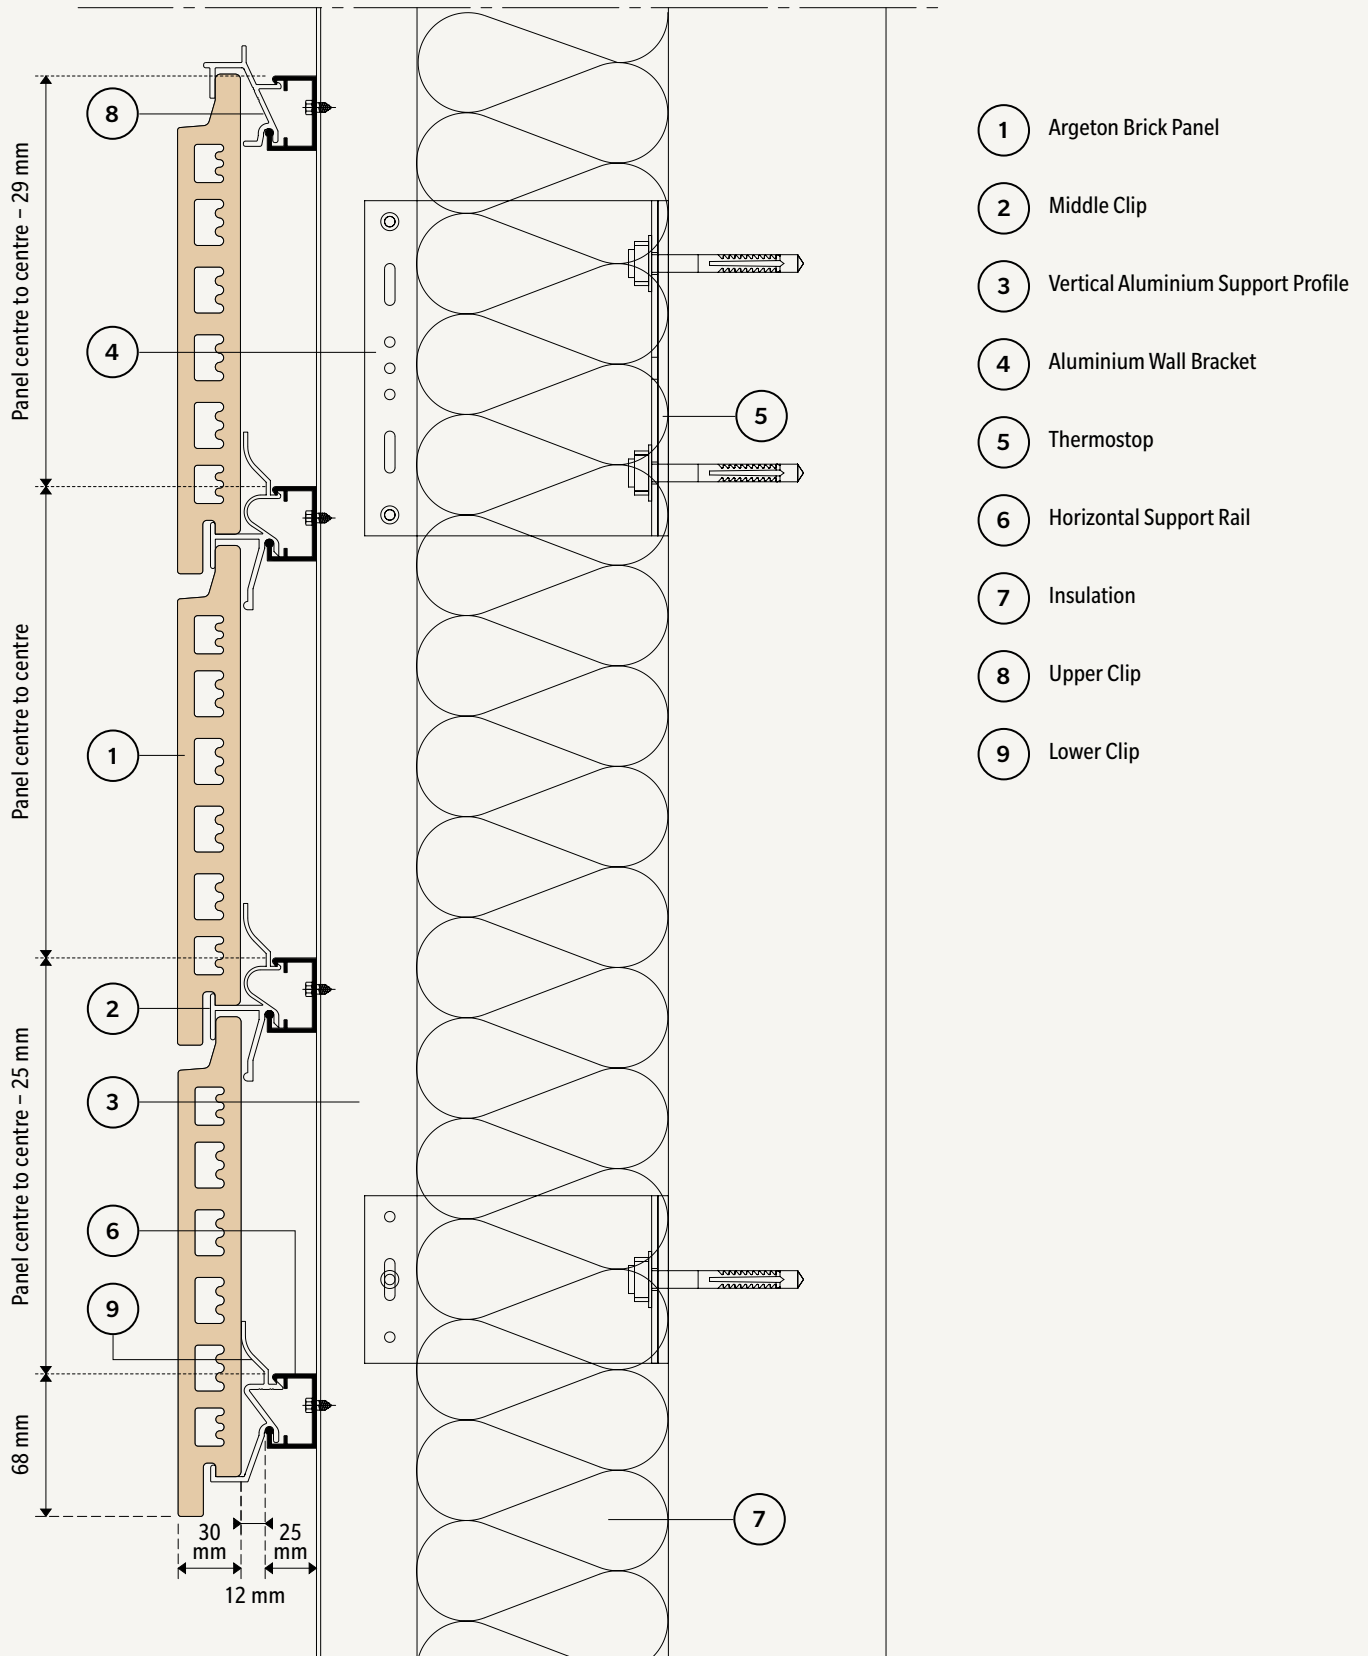 8
Panel centre to centre – 29 mm
4
5
Panel centre to centre
1
2
Panel centre to centre – 25 mm
3
6
9
68 mm
7
30
mm
25
mm
12 mm
1 Argeton Brick Panel
2 Middle Clip
3 Vertical Aluminium Support Profile
4 Aluminium Wall Bracket
5 Thermostop
6 Horizontal Support Rail
7 Insulation
8 Upper Clip
9 Lower Clip